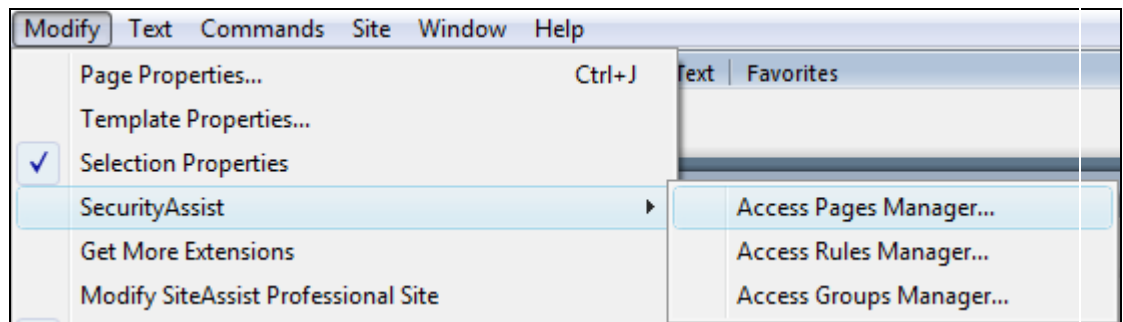 Modify Text Commands Site Window Help
Page Properties... Ctrl+J
Text Favorites
Template Properties...
Selection Properties
SecurityAssist
Access Pages Manager...
Get More Extensions
Access Rules Manager...
Modify SiteAssist Professional Site
Access Groups Manager...